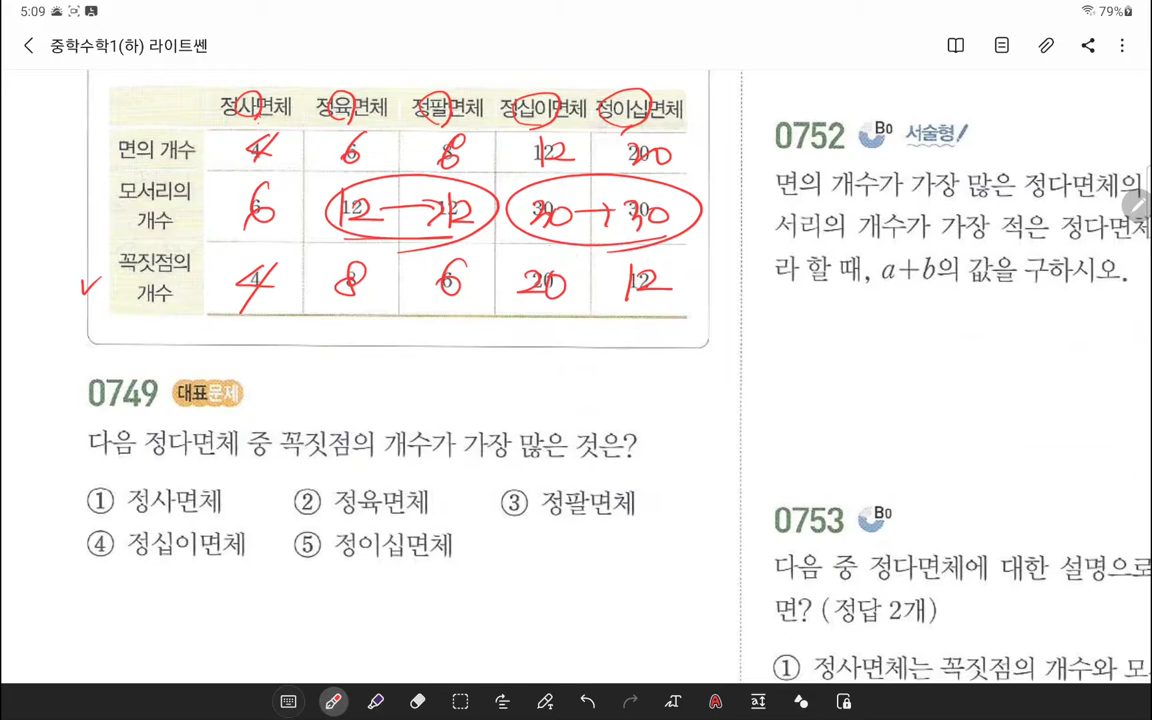 5:09 79%
중학수학1(하) 라이트쎈
정사면체 정육면체 정팔면체 정십이면체 정이십면체
면의 개수 4 6 8 12 20
모서리의 개수 6 12 → 12 30 → 30
꼭짓점의 개수 4 8 6 20 12
0749 대표문제
다음 정다면체 중 꼭짓점의 개수가 가장 많은 것은?
① 정사면체 ② 정육면체 ③ 정팔면체
④ 정십이면체 ⑤ 정이십면체
0752 B0 서술형
면의 개수가 가장 많은 정다면체의
서리의 개수가 가장 적은 정다면체
라 할 때, a+b의 값을 구하시오.
0753 B0
다음 중 정다면체에 대한 설명으로
면? (정답 2개)
① 정사면체는 꼭짓점의 개수와 모